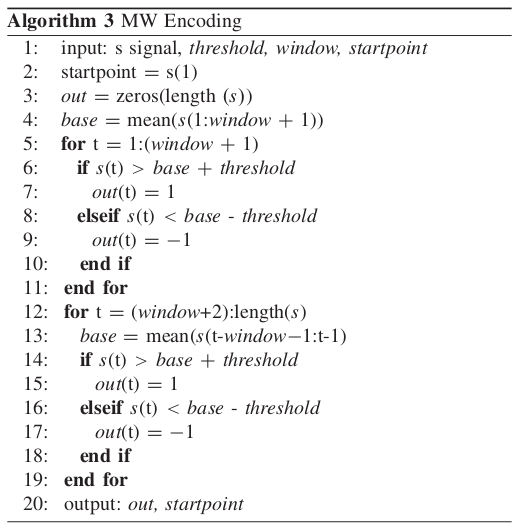 Algorithm 3 MW Encoding
1: input: s signal, threshold, window, startpoint
2: startpoint = s(1)
3: out = zeros(length (s))
4: base = mean(s(1:window + 1))
5: for t = 1:(window + 1)
6: if s(t) > base + threshold
7: out(t) = 1
8: elseif s(t) < base - threshold
9: out(t) = −1
10: end if
11: end for
12: for t = (window+2):length(s)
13: base = mean(s(t-window−1:t-1)
14: if s(t) > base + threshold
15: out(t) = 1
16: elseif s(t) < base - threshold
17: out(t) = −1
18: end if
19: end for
20: output: out, startpoint